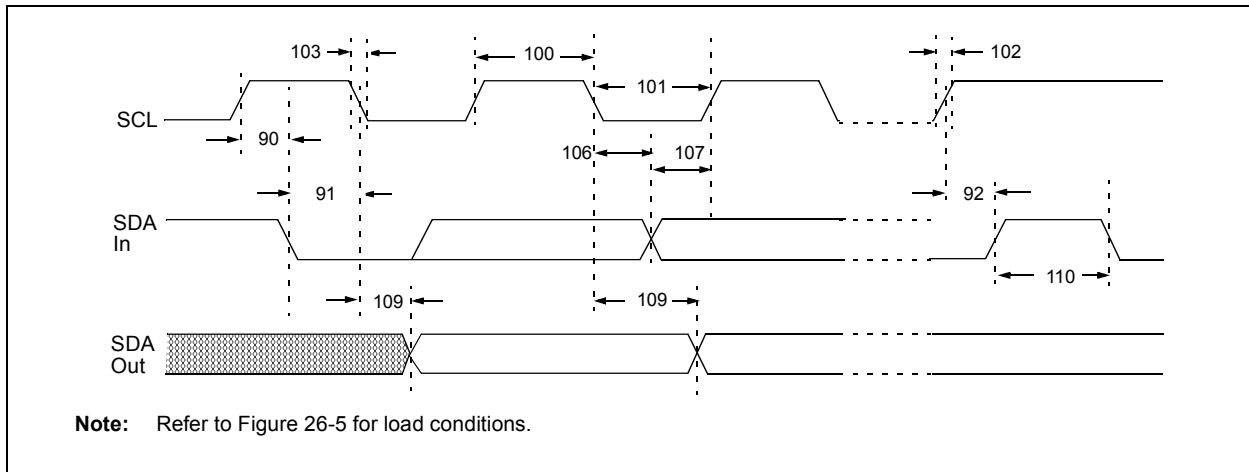 103
100
102
101
SCL
90
106
107
91
92
SDA
In
110
109
109
SDA
Out
Note: Refer to Figure 26-5 for load conditions.